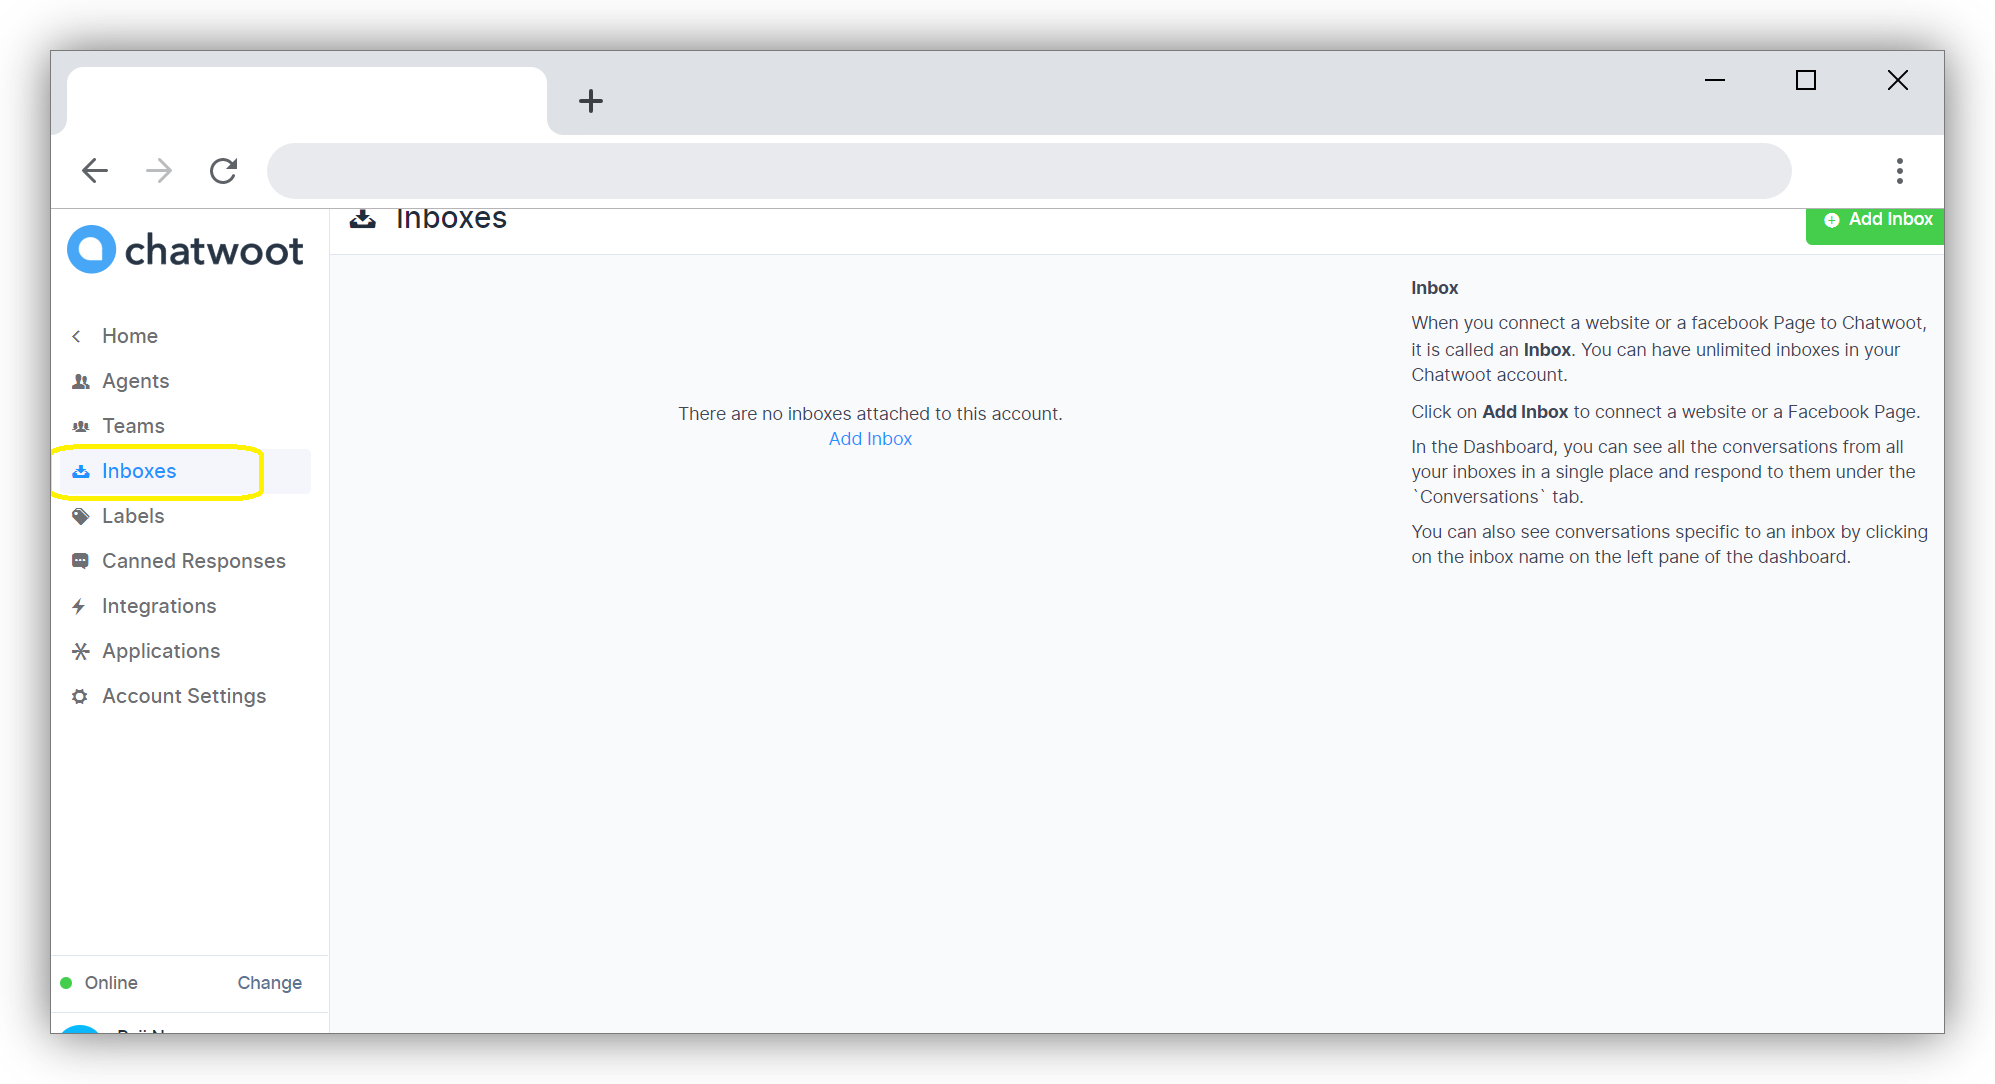 Inboxes
Add Inbox
chatwoot
Home
Agents
Teams
Inboxes
Labels
Canned Responses
Integrations
Applications
Account Settings
There are no inboxes attached to this account.
Add Inbox
Inbox
When you connect a website or a facebook Page to Chatwoot,
it is called an Inbox. You can have unlimited inboxes in your
Chatwoot account.
Click on Add Inbox to connect a website or a Facebook Page.
In the Dashboard, you can see all the conversations from all
your inboxes in a single place and respond to them under the
`Conversations` tab.
You can also see conversations specific to an inbox by clicking
on the inbox name on the left pane of the dashboard.
Online
Change